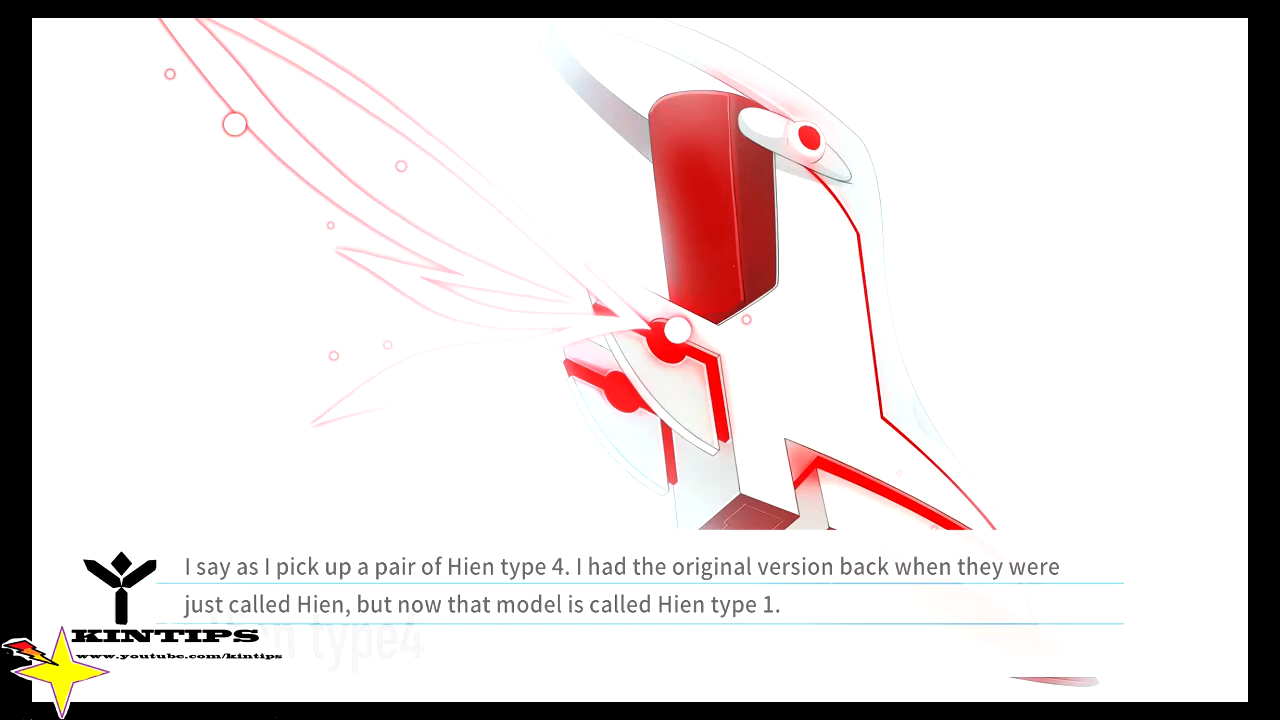 I say as I pick up a pair of Hien type 4. I had the original version back when they were
just called Hien, but now that model is called Hien type 1.
Hien type4
KINTIPS
www.youtube.com/kintips